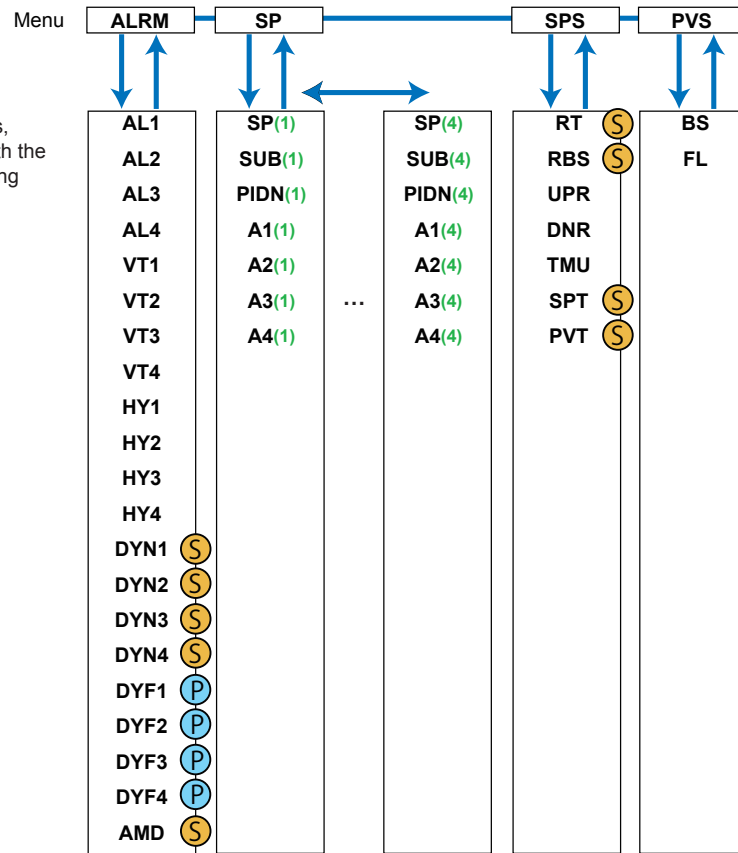 Menu ALRM SP SPS PVS
s,
th the
ng
AL1 SP(1) SP(4) RT S BS
AL2 SUB(1) SUB(4) RBS S FL
AL3 PIDN(1) PIDN(4) UPR
AL4 A1(1) A1(4) DNR
VT1 A2(1) A2(4) TMU
VT2 A3(1) ... A3(4) SPT S
VT3 A4(1) A4(4) PVT S
VT4
HY1
HY2
HY3
HY4
DYN1 S
DYN2 S
DYN3 S
DYN4 S
DYF1 P
DYF2 P
DYF3 P
DYF4 P
AMD S